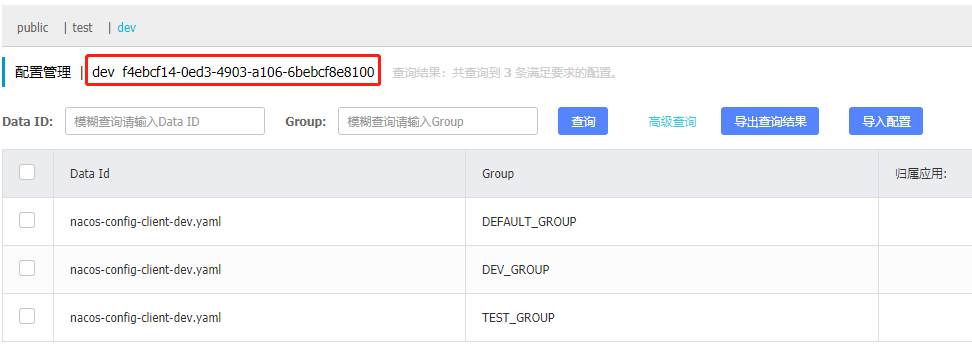 public | test | dev
配置管理 | dev f4ebcf14-0ed3-4903-a106-6bebcf8e8100 查询结果：共查询到 3 条满足要求的配置。
Data ID: 模糊查询请输入Data ID Group: 模糊查询请输入Group 查询 高级查询 导出查询结果 导入配置
Data Id Group 归属应用:
nacos-config-client-dev.yaml DEFAULT_GROUP
nacos-config-client-dev.yaml DEV_GROUP
nacos-config-client-dev.yaml TEST_GROUP